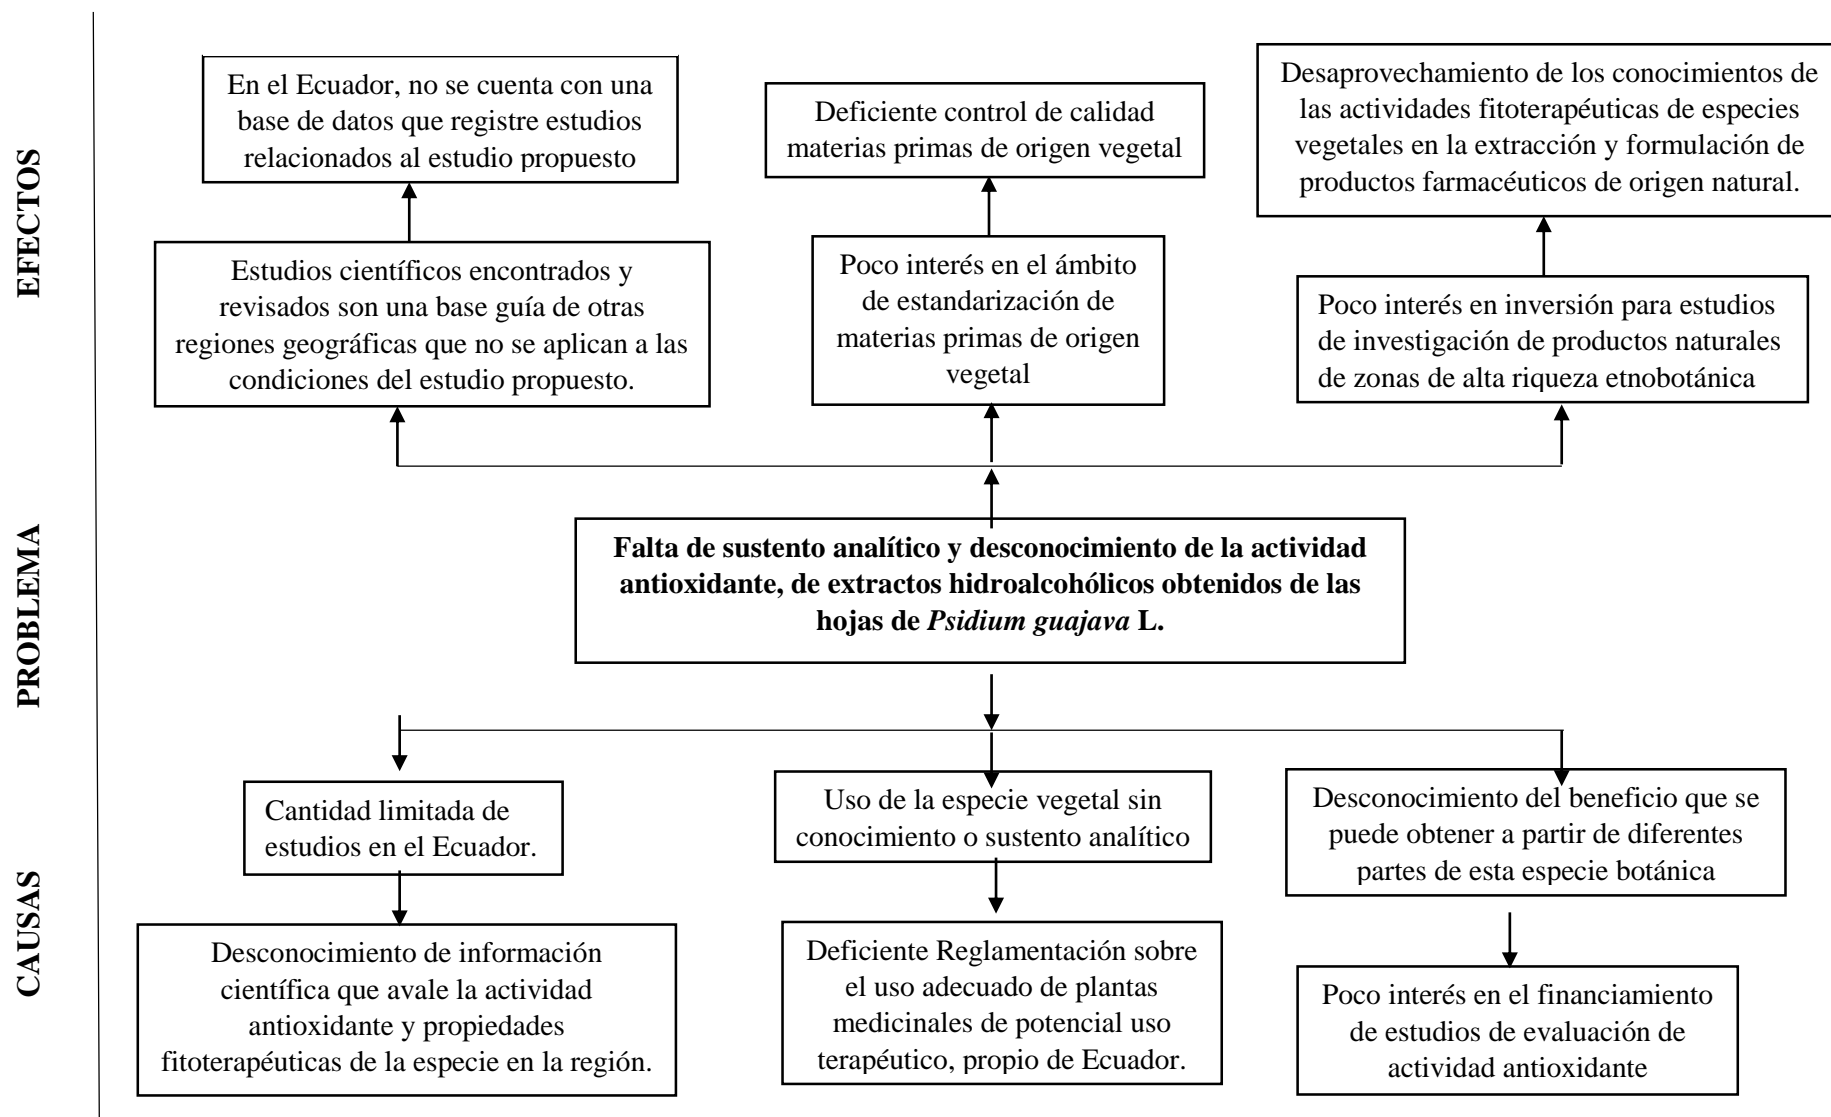 EFECTOS
En el Ecuador, no se cuenta con una
base de datos que registre estudios
relacionados al estudio propuesto
Deficiente control de calidad
materias primas de origen vegetal
Desaprovechamiento de los conocimientos de
las actividades fitoterapéuticas de especies
vegetales en la extracción y formulación de
productos farmacéuticos de origen natural.
Estudios científicos encontrados y
revisados son una base guía de otras
regiones geográficas que no se aplican a las
condiciones del estudio propuesto.
Poco interés en el ámbito
de estandarización de
materias primas de origen
vegetal
Poco interés en inversión para estudios
de investigación de productos naturales
de zonas de alta riqueza etnobotánica
PROBLEMA
Falta de sustento analítico y desconocimiento de la actividad
antioxidante, de extractos hidroalcohólicos obtenidos de las
hojas de Psidium guajava L.
CAUSAS
Cantidad limitada de
estudios en el Ecuador.
Uso de la especie vegetal sin
conocimiento o sustento analítico
Desconocimiento del beneficio que se
puede obtener a partir de diferentes
partes de esta especie botánica
Desconocimiento de información
científica que avale la actividad
antioxidante y propiedades
fitoterapéuticas de la especie en la región.
Deficiente Reglamentación sobre
el uso adecuado de plantas
medicinales de potencial uso
terapéutico, propio de Ecuador.
Poco interés en el financiamiento
de estudios de evaluación de
actividad antioxidante